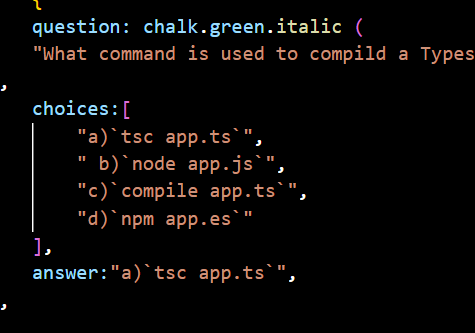 {
question: chalk.green.italic (
"What command is used to compild a Types
,
choices:[
"a)`tsc app.ts`",
" b)`node app.js`",
"c)`compile app.ts`",
"d)`npm app.es`"
],
answer:"a)`tsc app.ts`",
,